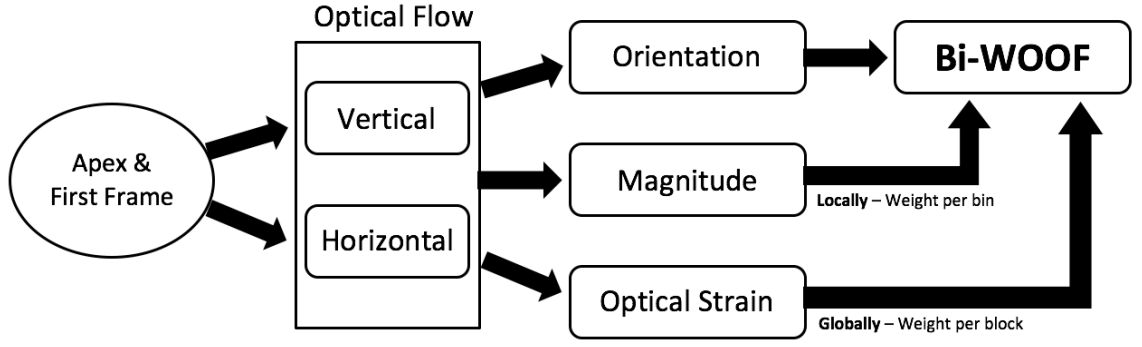 Optical Flow
Apex &
First Frame
Vertical
Horizontal
Orientation
Magnitude
Optical Strain
Bi-WOOF
Locally – Weight per bin
Globally – Weight per block